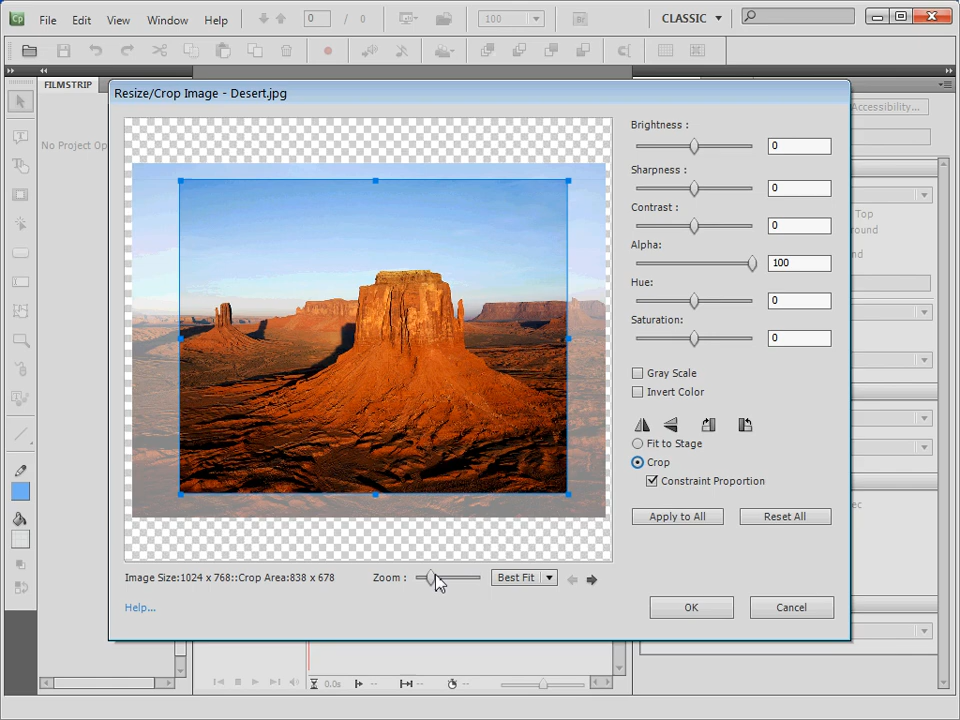 Cp File Edit View Window Help 0 / 0 100 Br CLASSIC
FILMSTRIP
Resize/Crop Image - Desert.jpg
Accessibility...
No Project Op
Brightness : 0
Sharpness : 0
Contrast : 0
Top
Alpha: 100
Hue: 0
Saturation: 0
Gray Scale
Invert Color
Fit to Stage
Crop
Constraint Proportion
Apply to All Reset All
Image Size:1024 x 768::Crop Area:838 x 678 Zoom : Best Fit
Help... OK Cancel
0.0s -- -- --